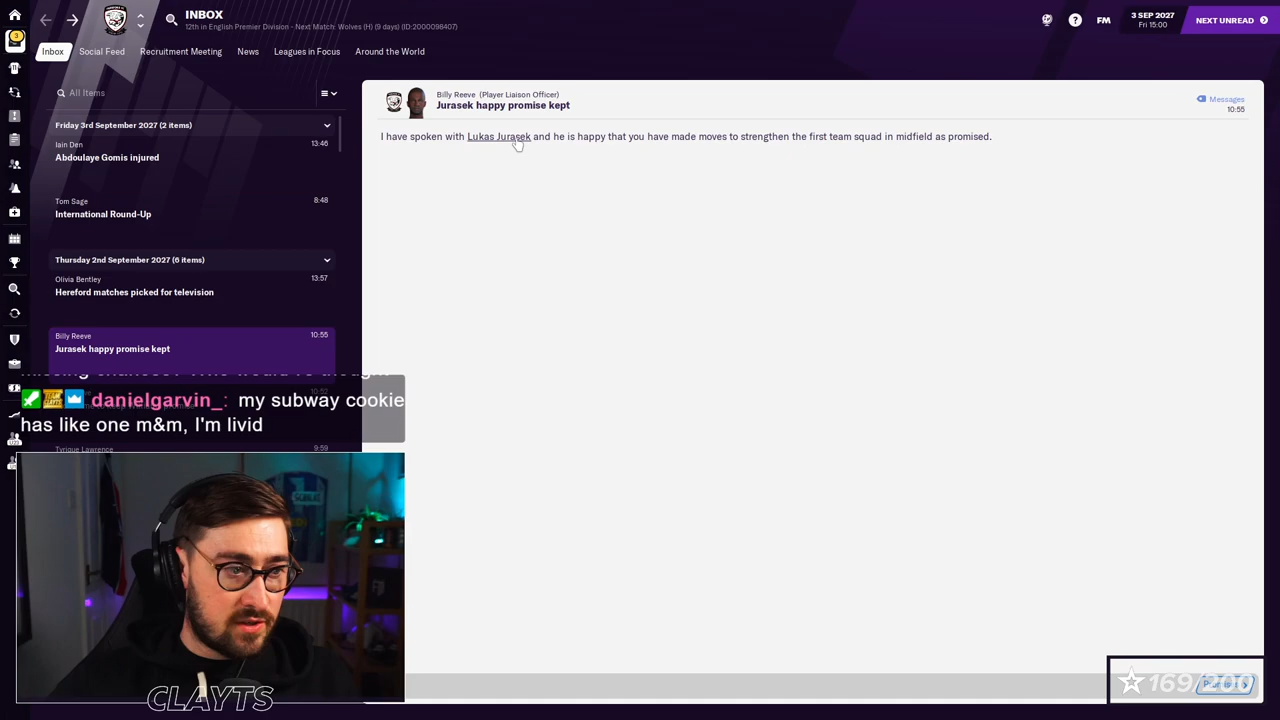 INBOX
12th in English Premier Division - Next Match: Wolves (H) (9 days) (ID:2000098407)
FM
3 SEP 2027
Fri 15:00
NEXT UNREAD
3
Inbox
Social Feed
Recruitment Meeting
News
Leagues in Focus
Around the World
All Items
Friday 3rd September 2027 (2 items)
Iain Den
13:46
Abdoulaye Gomis injured
Tom Sage
8:48
International Round-Up
Thursday 2nd September 2027 (6 items)
Olivia Bentley
13:57
Hereford matches picked for television
Billy Reeve
10:55
Jurasek happy promise kept
Tyrique Lawrence
9:59
Billy Reeve (Player Liaison Officer)
Jurasek happy promise kept
Messages
10:55
I have spoken with Lukas Jurasek and he is happy that you have made moves to strengthen the first team squad in midfield as promised.
danielgarvin_: my subway cookie
has like one m&m, I'm livid
CLAYTS
169/200